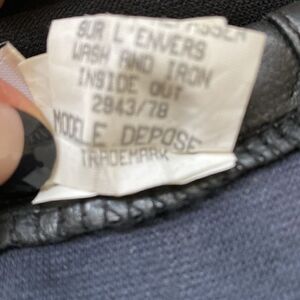 SUR L'ENVERS
WASH AND IRON
INSIDE OUT
2943/78
MODELE DEPOSE
TRADEMARK